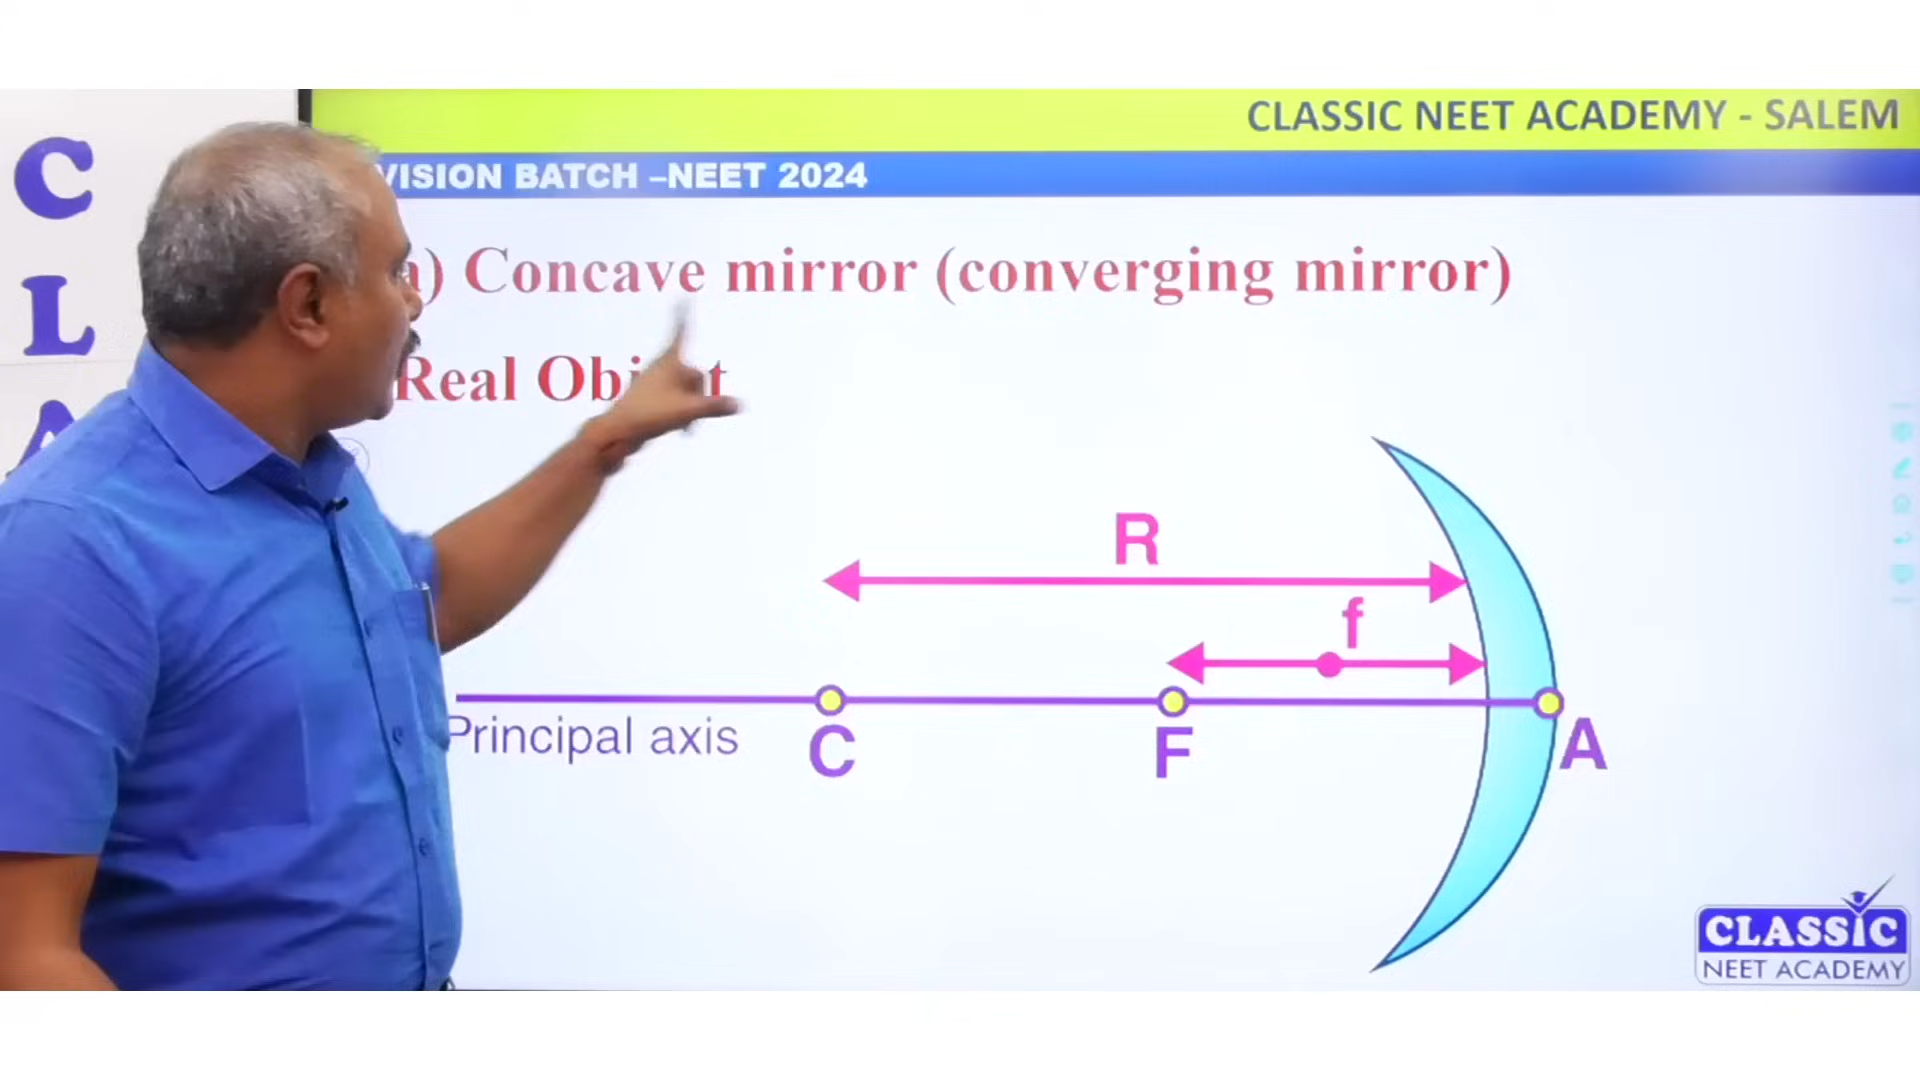 CLASSIC NEET ACADEMY - SALEM
VISION BATCH –NEET 2024
C
L
A
a) Concave mirror (converging mirror)
Real
R
f
Principal axis
C
F
A
CLASSIC
NEET ACADEMY